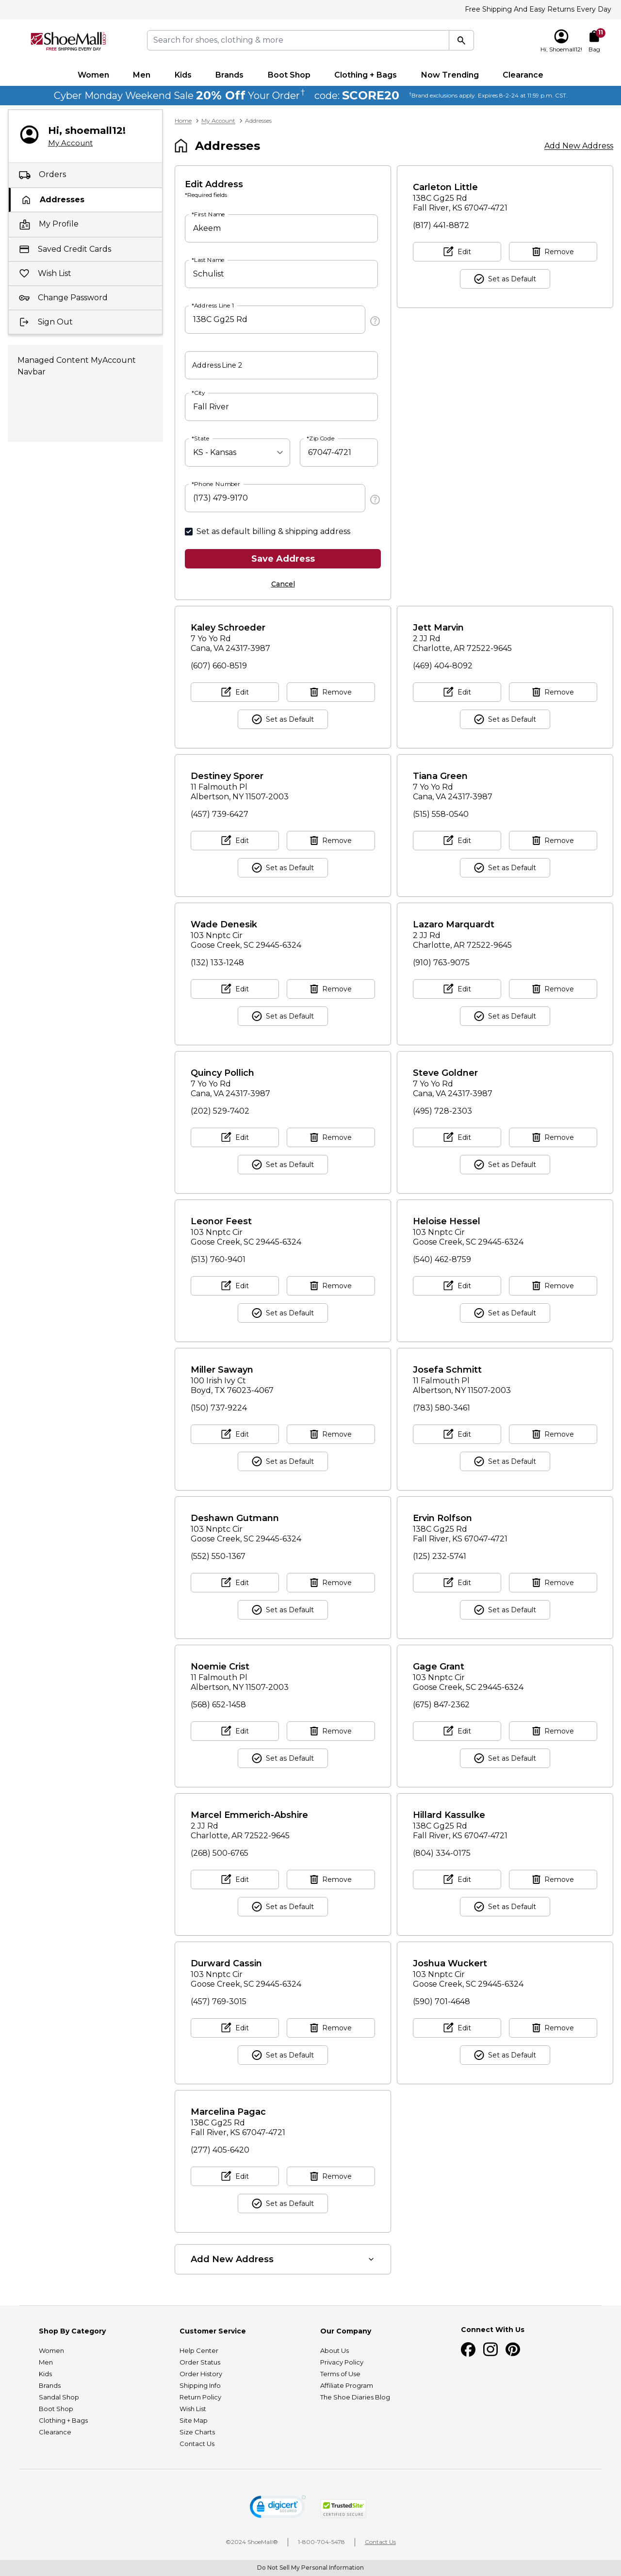 Free Shipping And Easy Returns Every Day
ShoeMall.com
FREE SHIPPING EVERY DAY
Search for shoes, clothing & more
Hi, Shoemall12!
11
Bag
Women Men Kids Brands Boot Shop Clothing + Bags Now Trending Clearance
Cyber Monday Weekend Sale 20% Off Your Order† code: SCORE20 †Brand exclusions apply. Expires 8-2-24 at 11:59 p.m. CST
Hi, shoemall12!
My Account
Orders
Addresses
My Profile
Saved Credit Cards
Wish List
Change Password
Sign Out
Managed Content MyAccount
Navbar
Home > My Account > Addresses
Addresses
Add New Address
Edit Address
*Required fields
*First Name
Akeem
*Last Name
Schulist
*Address Line 1
138C Gg25 Rd
Address Line 2
*City
Fall River
*State
KS - Kansas
*Zip Code
67047-4721
*Phone Number
(173) 479-9170
Set as default billing & shipping address
Save Address
Cancel
Carleton Little
138C Gg25 Rd
Fall River, KS 67047-4721
(817) 441-8872
Edit
Remove
Set as Default
Kaley Schroeder
7 Yo Yo Rd
Cana, VA 24317-3987
(607) 660-8519
Edit
Remove
Set as Default
Jett Marvin
2 JJ Rd
Charlotte, AR 72522-9645
(469) 404-8092
Edit
Remove
Set as Default
Destiney Sporer
11 Falmouth Pl
Albertson, NY 11507-2003
(457) 739-6427
Edit
Remove
Set as Default
Tiana Green
7 Yo Yo Rd
Cana, VA 24317-3987
(515) 558-0540
Edit
Remove
Set as Default
Wade Denesik
103 Nnptc Cir
Goose Creek, SC 29445-6324
(132) 133-1248
Edit
Remove
Set as Default
Lazaro Marquardt
2 JJ Rd
Charlotte, AR 72522-9645
(910) 763-9075
Edit
Remove
Set as Default
Quincy Pollich
7 Yo Yo Rd
Cana, VA 24317-3987
(202) 529-7402
Edit
Remove
Set as Default
Steve Goldner
7 Yo Yo Rd
Cana, VA 24317-3987
(495) 728-2303
Edit
Remove
Set as Default
Leonor Feest
103 Nnptc Cir
Goose Creek, SC 29445-6324
(513) 760-9401
Edit
Remove
Set as Default
Heloise Hessel
103 Nnptc Cir
Goose Creek, SC 29445-6324
(540) 462-8759
Edit
Remove
Set as Default
Miller Sawayn
100 Irish Ivy Ct
Boyd, TX 76023-4067
(150) 737-9224
Edit
Remove
Set as Default
Josefa Schmitt
11 Falmouth Pl
Albertson, NY 11507-2003
(783) 580-3461
Edit
Remove
Set as Default
Deshawn Gutmann
103 Nnptc Cir
Goose Creek, SC 29445-6324
(552) 550-1367
Edit
Remove
Set as Default
Ervin Rolfson
138C Gg25 Rd
Fall River, KS 67047-4721
(125) 232-5741
Edit
Remove
Set as Default
Noemie Crist
11 Falmouth Pl
Albertson, NY 11507-2003
(568) 652-1458
Edit
Remove
Set as Default
Gage Grant
103 Nnptc Cir
Goose Creek, SC 29445-6324
(675) 847-2362
Edit
Remove
Set as Default
Marcel Emmerich-Abshire
2 JJ Rd
Charlotte, AR 72522-9645
(268) 500-6765
Edit
Remove
Set as Default
Hillard Kassulke
138C Gg25 Rd
Fall River, KS 67047-4721
(804) 334-0175
Edit
Remove
Set as Default
Durward Cassin
103 Nnptc Cir
Goose Creek, SC 29445-6324
(457) 769-3015
Edit
Remove
Set as Default
Joshua Wuckert
103 Nnptc Cir
Goose Creek, SC 29445-6324
(590) 701-4648
Edit
Remove
Set as Default
Marcelina Pagac
138C Gg25 Rd
Fall River, KS 67047-4721
(277) 405-6420
Edit
Remove
Set as Default
Add New Address
Shop By Category
Women
Men
Kids
Brands
Sandal Shop
Boot Shop
Clothing + Bags
Clearance
Customer Service
Help Center
Order Status
Order History
Shipping Info
Return Policy
Wish List
Site Map
Size Charts
Contact Us
Our Company
About Us
Privacy Policy
Terms of Use
Affiliate Program
The Shoe Diaries Blog
Connect With Us
digicert
SECURED
TrustedSite
CERTIFIED SECURE
©2024 ShoeMall® | 1-800-704-5478 | Contact Us
Do Not Sell My Personal Information